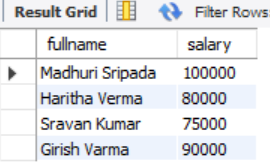 Result Grid Filter Rows:
fullname salary
Madhuri Sripada 100000
Haritha Verma 80000
Sravan Kumar 75000
Girish Varma 90000